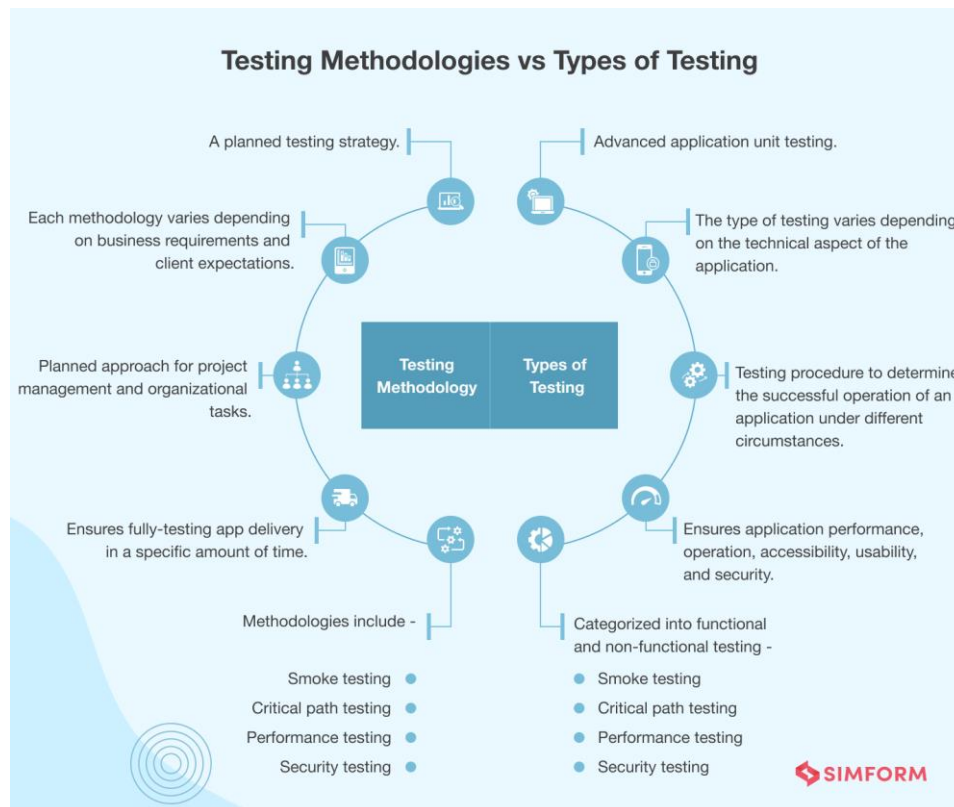 Testing Methodologies vs Types of Testing
A planned testing strategy.
Each methodology varies depending
on business requirements and
client expectations.
Planned approach for project
management and organizational
tasks.
Ensures fully-testing app delivery
in a specific amount of time.
Methodologies include -
Smoke testing
Critical path testing
Performance testing
Security testing
Testing
Methodology
Types of
Testing
Advanced application unit testing.
The type of testing varies depending
on the technical aspect of the
application.
Testing procedure to determine
the successful operation of an
application under different
circumstances.
Ensures application performance,
operation, accessibility, usability,
and security.
Categorized into functional
and non-functional testing -
Smoke testing
Critical path testing
Performance testing
Security testing
SIMFORM